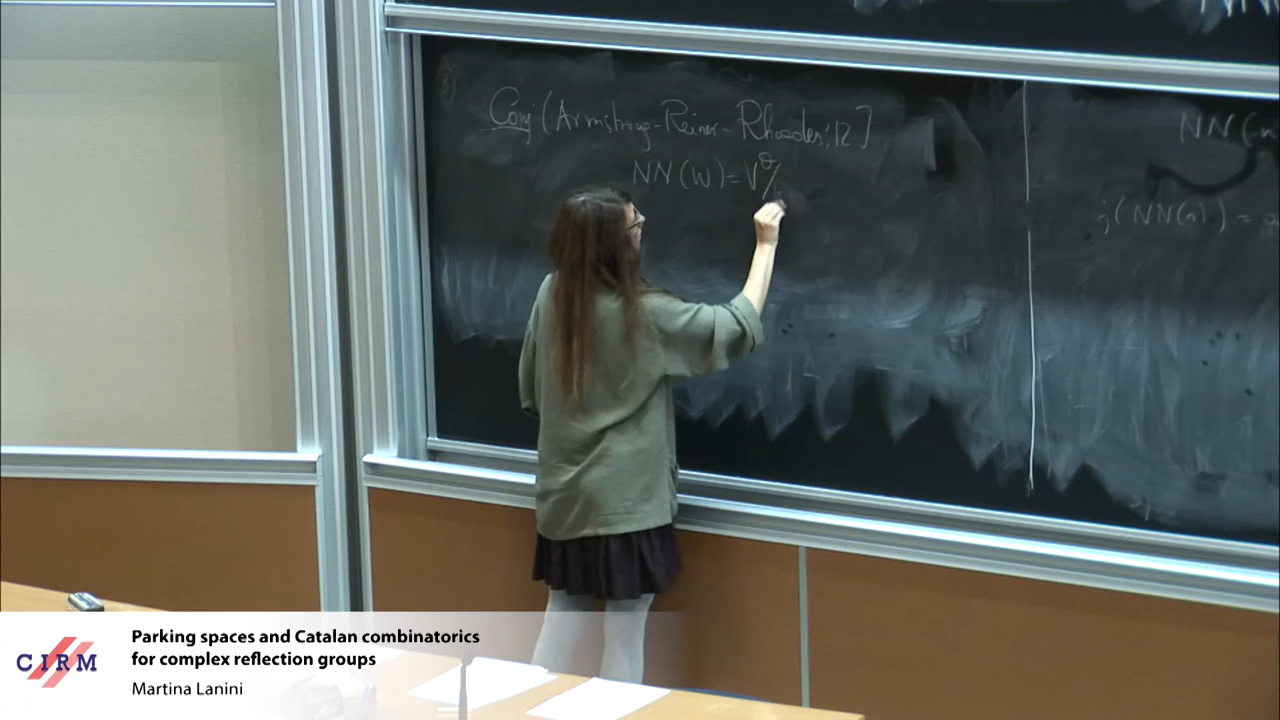 Conj (Armstrong-Reiner-Rhoades,'12]
NN(W)=V^θ/
NN(n
j(NN(n)) =
CIRM
Parking spaces and Catalan combinatorics
for complex reflection groups
Martina Lanini